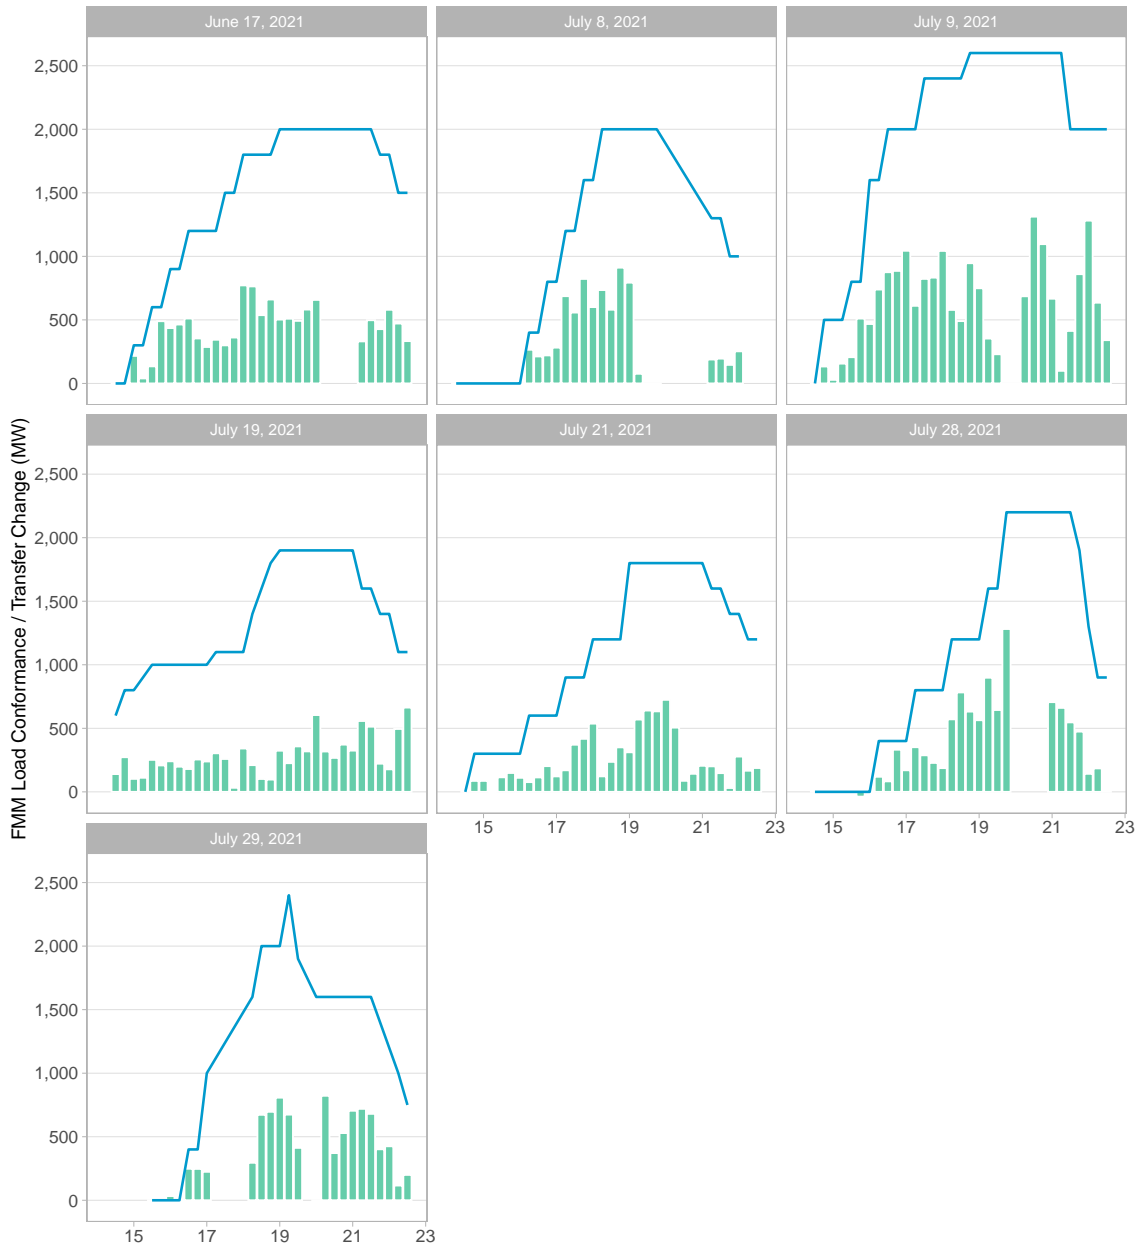 June 17, 2021
July 8, 2021
July 9, 2021
2,500
2,000
1,500
1,000
500
0
July 19, 2021
July 21, 2021
July 28, 2021
2,500
2,000
1,500
1,000
500
0
15 17 19 21 23
15 17 19 21 23
July 29, 2021
2,500
2,000
1,500
1,000
500
0
15 17 19 21 23
FMM Load Conformance / Transfer Change (MW)